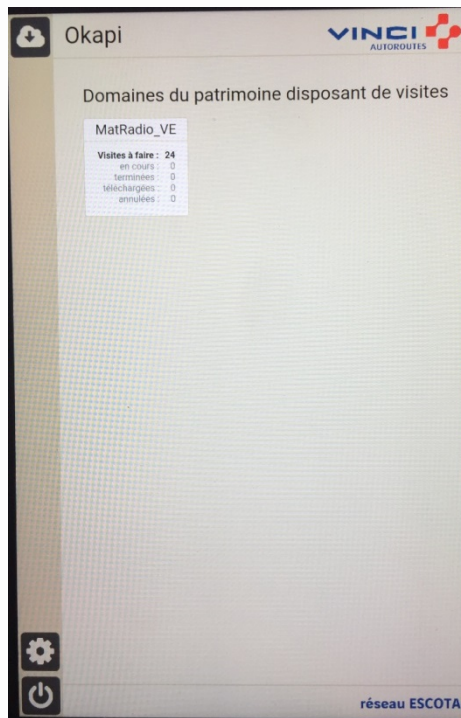 Okapi
VINCI
AUTOROUTES
Domaines du patrimoine disposant de visites
MatRadio_VE
Visites à faire : 24
en cours : 0
terminées : 0
téléchargées : 0
annulées : 0
réseau ESCOTA